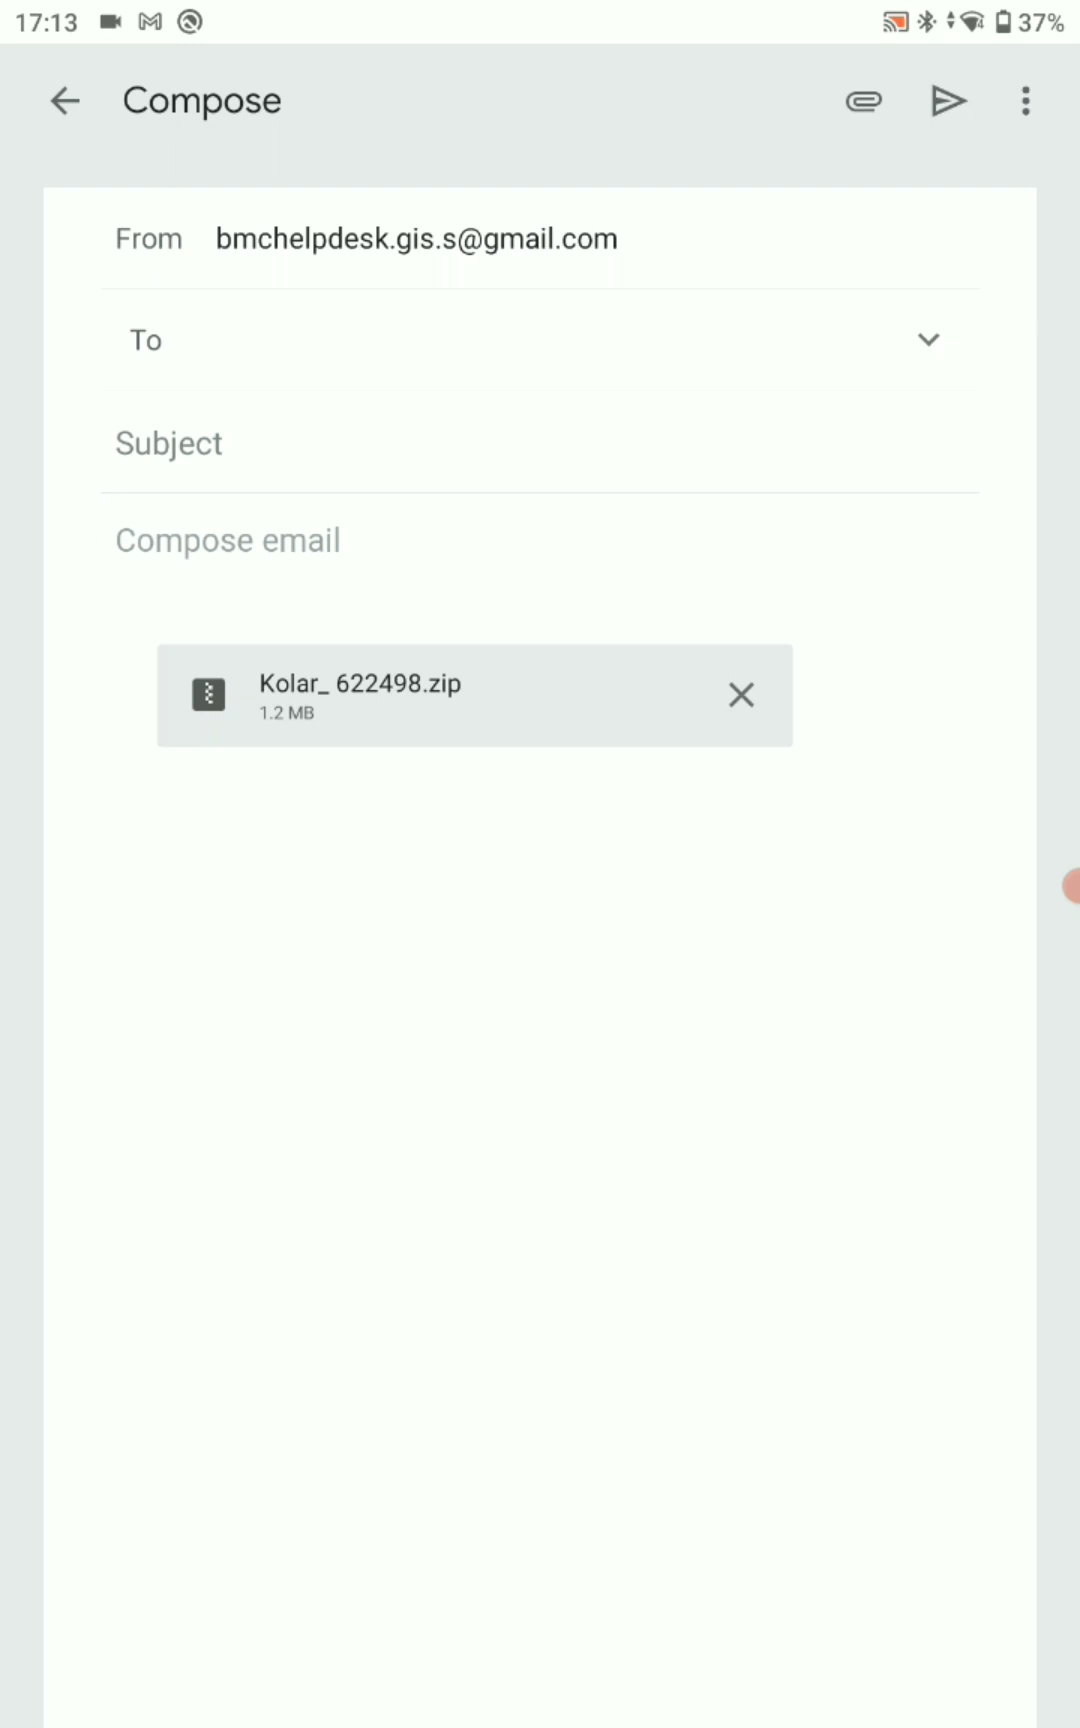 17:13
37%
Compose
From bmchelpdesk.gis.s@gmail.com
To
Subject
Compose email
Kolar_ 622498.zip
1.2 MB